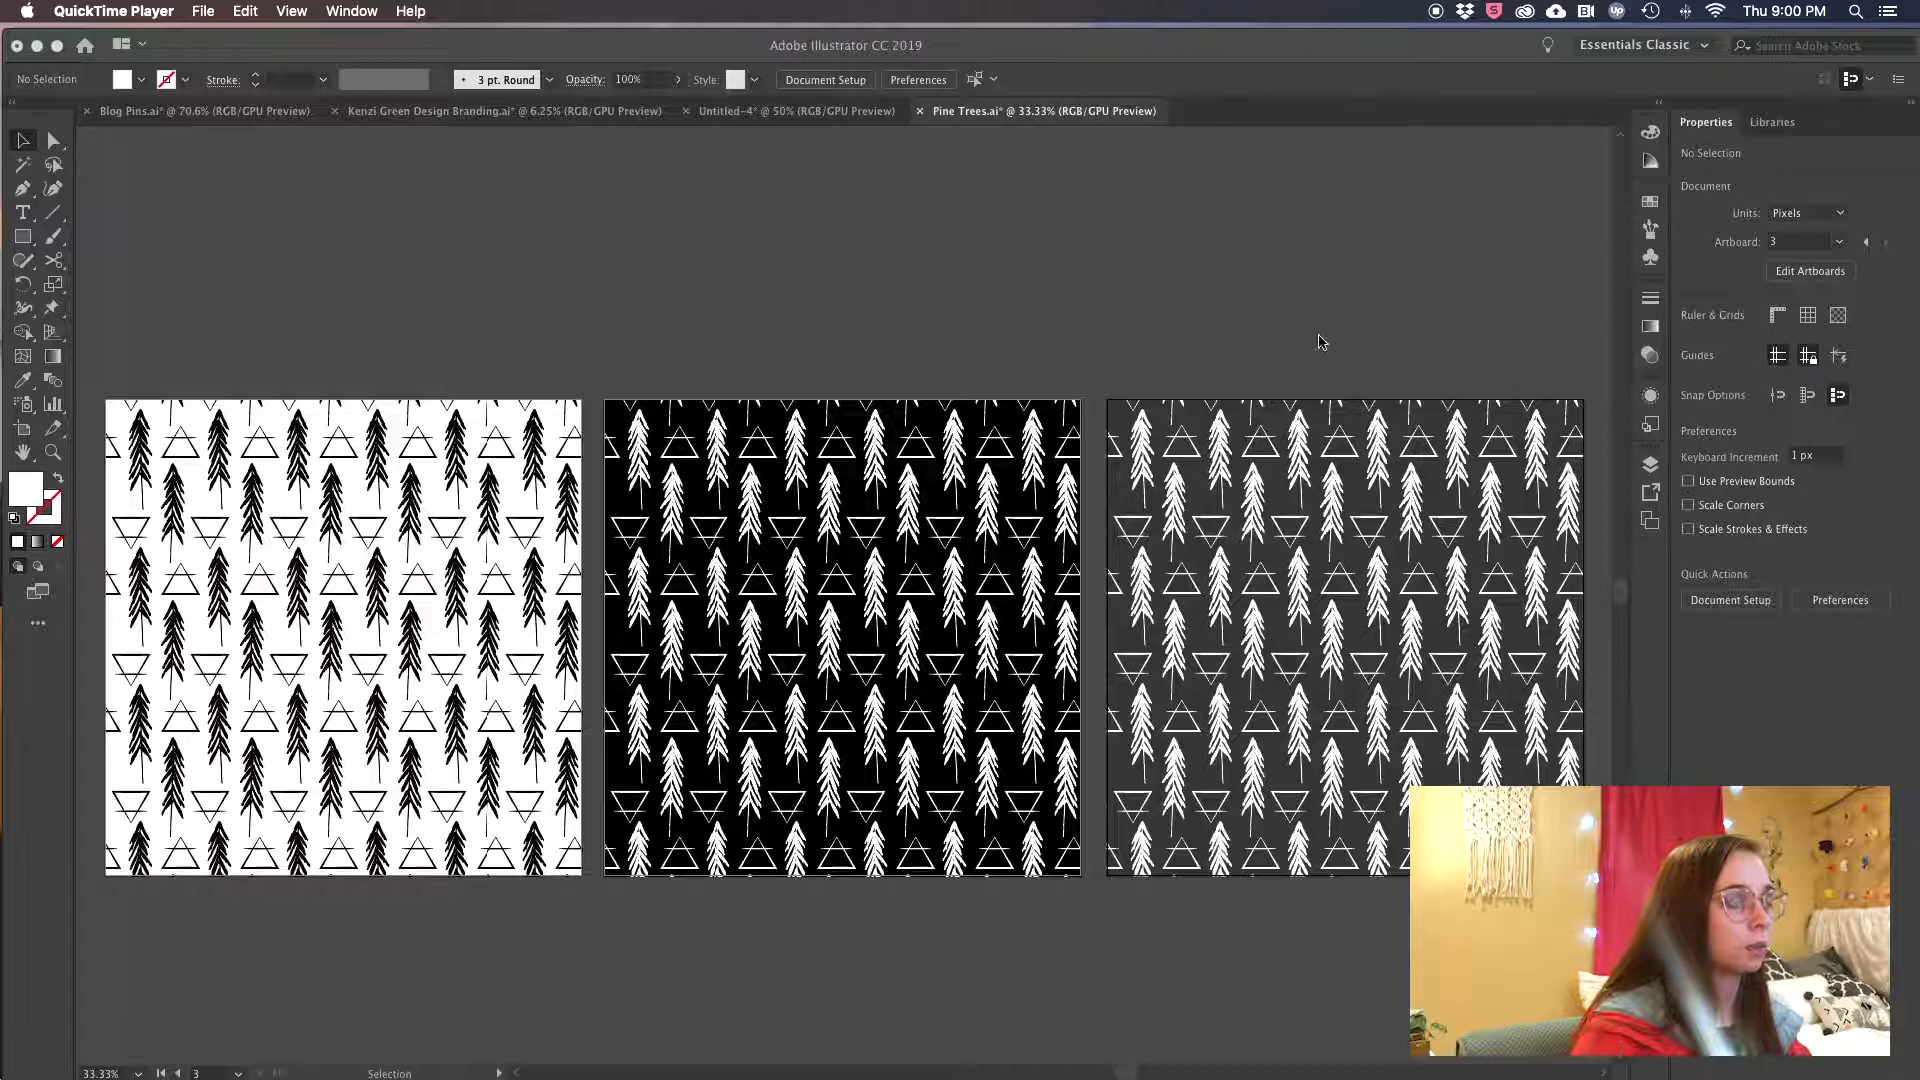 QuickTime Player File Edit View Window Help Thu 9:00 PM
Adobe Illustrator CC 2019 Essentials Classic Search Adobe Stock
No Selection Stroke: 3 pt. Round Opacity: 100% Style: Document Setup Preferences
Blog Pins.ai* @ 70.6% (RGB/GPU Preview) Kenzi Green Design Branding.ai* @ 6.25% (RGB/GPU Preview) Untitled-4* @ 50% (RGB/GPU Preview) Pine Trees.ai* @ 33.33% (RGB/GPU Preview)
Properties Libraries
No Selection
Document
Units: Pixels
Artboard: 3
Edit Artboards
Ruler & Grids
Guides
Snap Options
Preferences
Keyboard Increment 1 px
Use Preview Bounds
Scale Corners
Scale Strokes & Effects
Quick Actions
Document Setup Preferences
33.33% 3 Selection